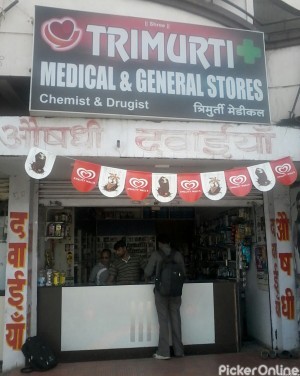 || Shree ||
TRIMURTI
MEDICAL & GENERAL STORES
Chemist & Drugist
त्रिमुर्ती मेडीकल
औषधी दवाईयाँ
दवाईयाँ
औषधी
PickerOnline